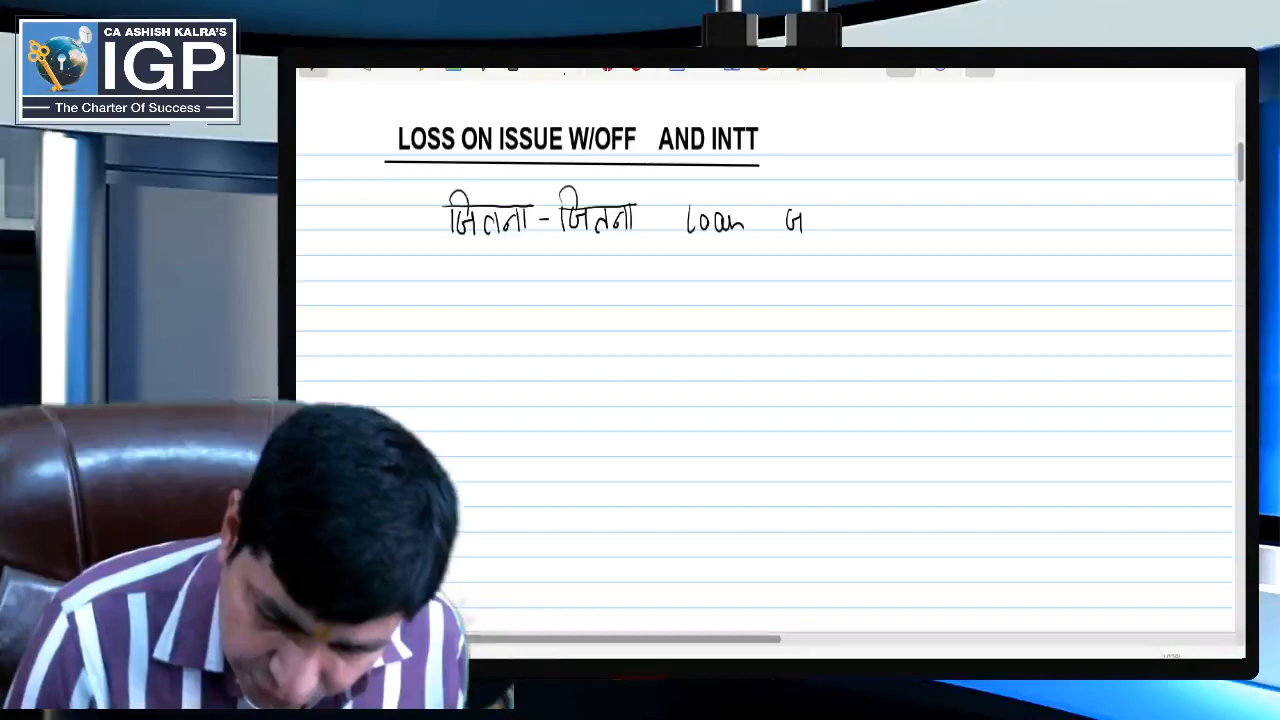 CA ASHISH KALRA'S
IGP
The Charter Of Success
LOSS ON ISSUE W/OFF AND INTT
जितना - जितना loan ज